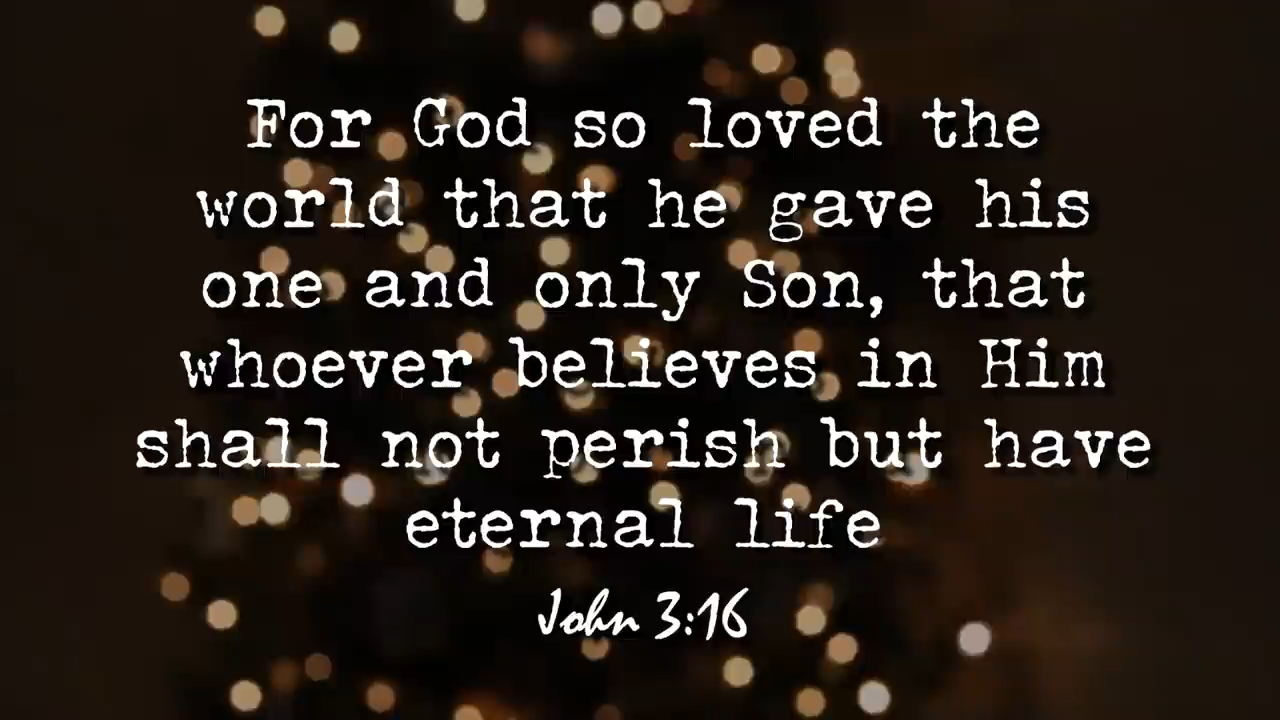 For God so loved the
world that he gave his
one and only Son, that
whoever believes in Him
shall not perish but have
eternal life
John 3:16